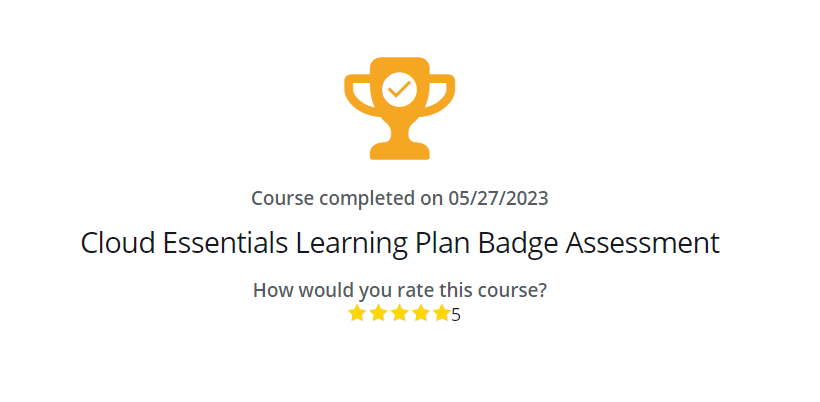 Course completed on 05/27/2023
Cloud Essentials Learning Plan Badge Assessment
How would you rate this course?
5